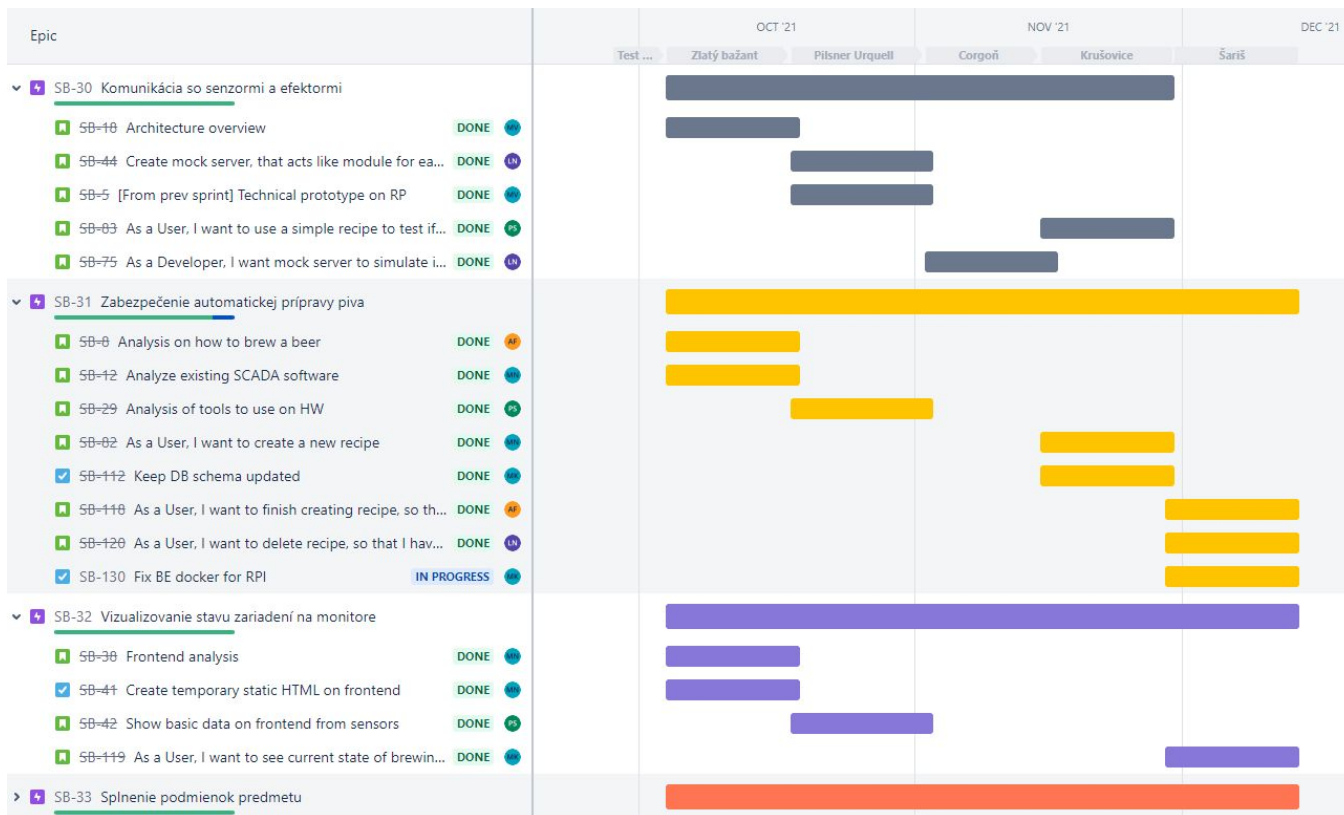 Epic
OCT '21 NOV '21 DEC '21
Test ... Zlatý bažant Pilsner Urquell Corgoň Krušovice Šariš
SB-30 Komunikácia so senzormi a efektormi
SB-18 Architecture overview DONE MV
SB-44 Create mock server, that acts like module for ea... DONE LN
SB-5 [From prev sprint] Technical prototype on RP DONE MV
SB-83 As a User, I want to use a simple recipe to test if... DONE PS
SB-75 As a Developer, I want mock server to simulate i... DONE LN
SB-31 Zabezpečenie automatickej prípravy piva
SB-8 Analysis on how to brew a beer DONE AF
SB-12 Analyze existing SCADA software DONE MN
SB-29 Analysis of tools to use on HW DONE PS
SB-82 As a User, I want to create a new recipe DONE MN
SB-112 Keep DB schema updated DONE MK
SB-118 As a User, I want to finish creating recipe, so th... DONE AF
SB-120 As a User, I want to delete recipe, so that I hav... DONE LN
SB-130 Fix BE docker for RPI IN PROGRESS MK
SB-32 Vizualizovanie stavu zariadení na monitore
SB-38 Frontend analysis DONE MN
SB-41 Create temporary static HTML on frontend DONE MN
SB-42 Show basic data on frontend from sensors DONE PS
SB-119 As a User, I want to see current state of brewin... DONE MK
SB-33 Splnenie podmienok predmetu